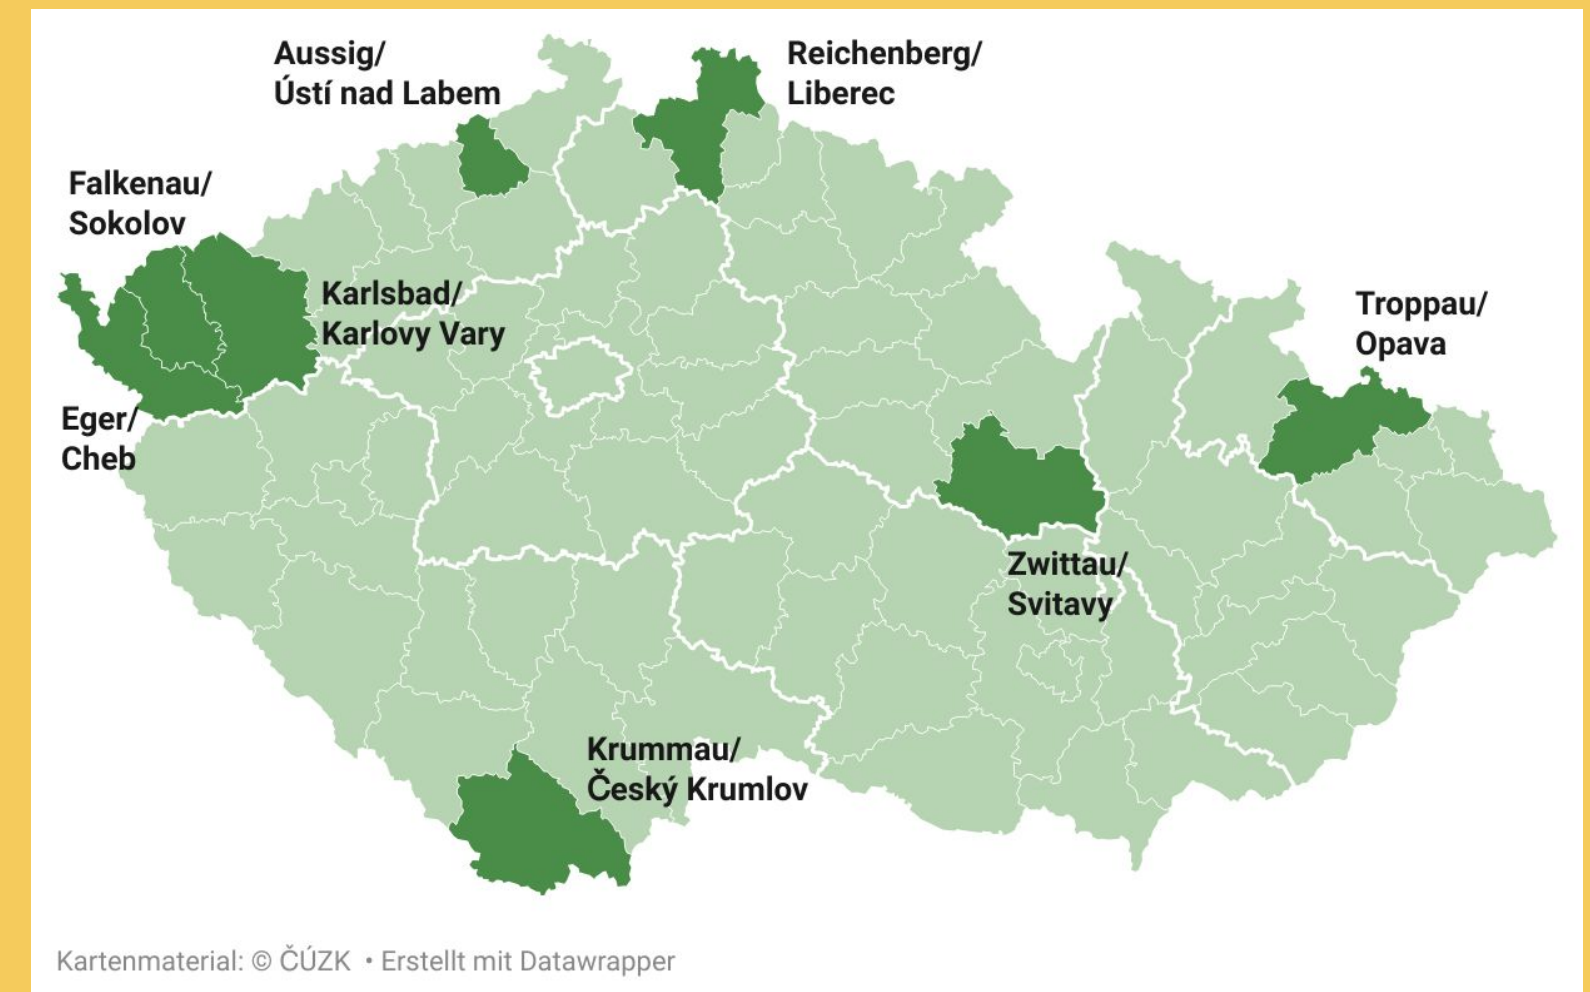 Aussig/
Ústí nad Labem
Reichenberg/
Liberec
Falkenau/
Sokolov
Karlsbad/
Karlovy Vary
Troppau/
Opava
Eger/
Cheb
Zwittau/
Svitavy
Krummau/
Český Krumlov
Kartenmaterial: © ČÚZK • Erstellt mit Datawrapper